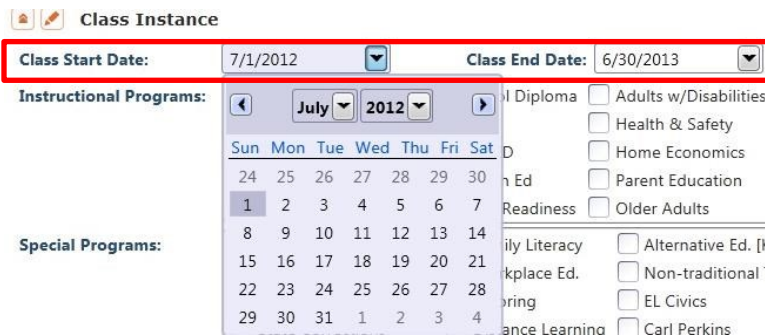 Class Instance
Class Start Date: 7/1/2012 Class End Date: 6/30/2013
Instructional Programs: July 2012 Diploma Adults w/Disabilities
Health & Safety
Sun Mon Tue Wed Thu Fri Sat Home Economics
24 25 26 27 28 29 30 Ed Parent Education
1 2 3 4 5 6 7 Readiness Older Adults
Special Programs: 8 9 10 11 12 13 14 Literacy Alternative Ed.
15 16 17 18 19 20 21 Ed. Non-traditional
22 23 24 25 26 27 28 EL Civics
29 30 31 1 2 3 4 Learning Carl Perkins